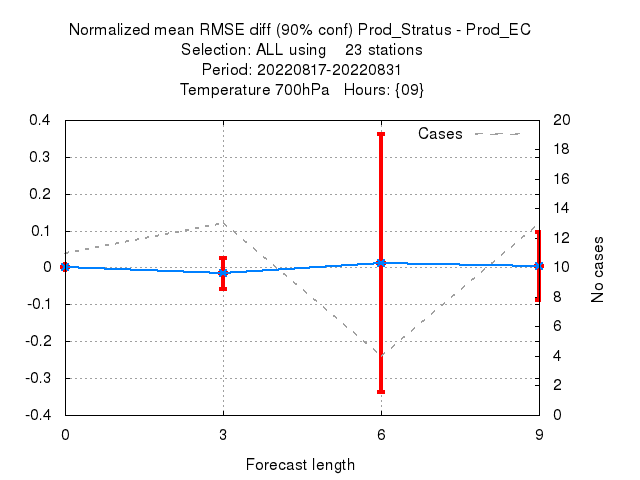 Normalized mean RMSE diff (90% conf) Prod_Stratus - Prod_EC
Selection: ALL using    23 stations
Period: 20220817-20220831
Temperature 700hPa   Hours: {09}
Cases
0.4
0.3
0.2
0.1
0
-0.1
-0.2
-0.3
-0.4
20
18
16
14
12
10
8
6
4
2
0
No cases
0 3 6 9
Forecast length